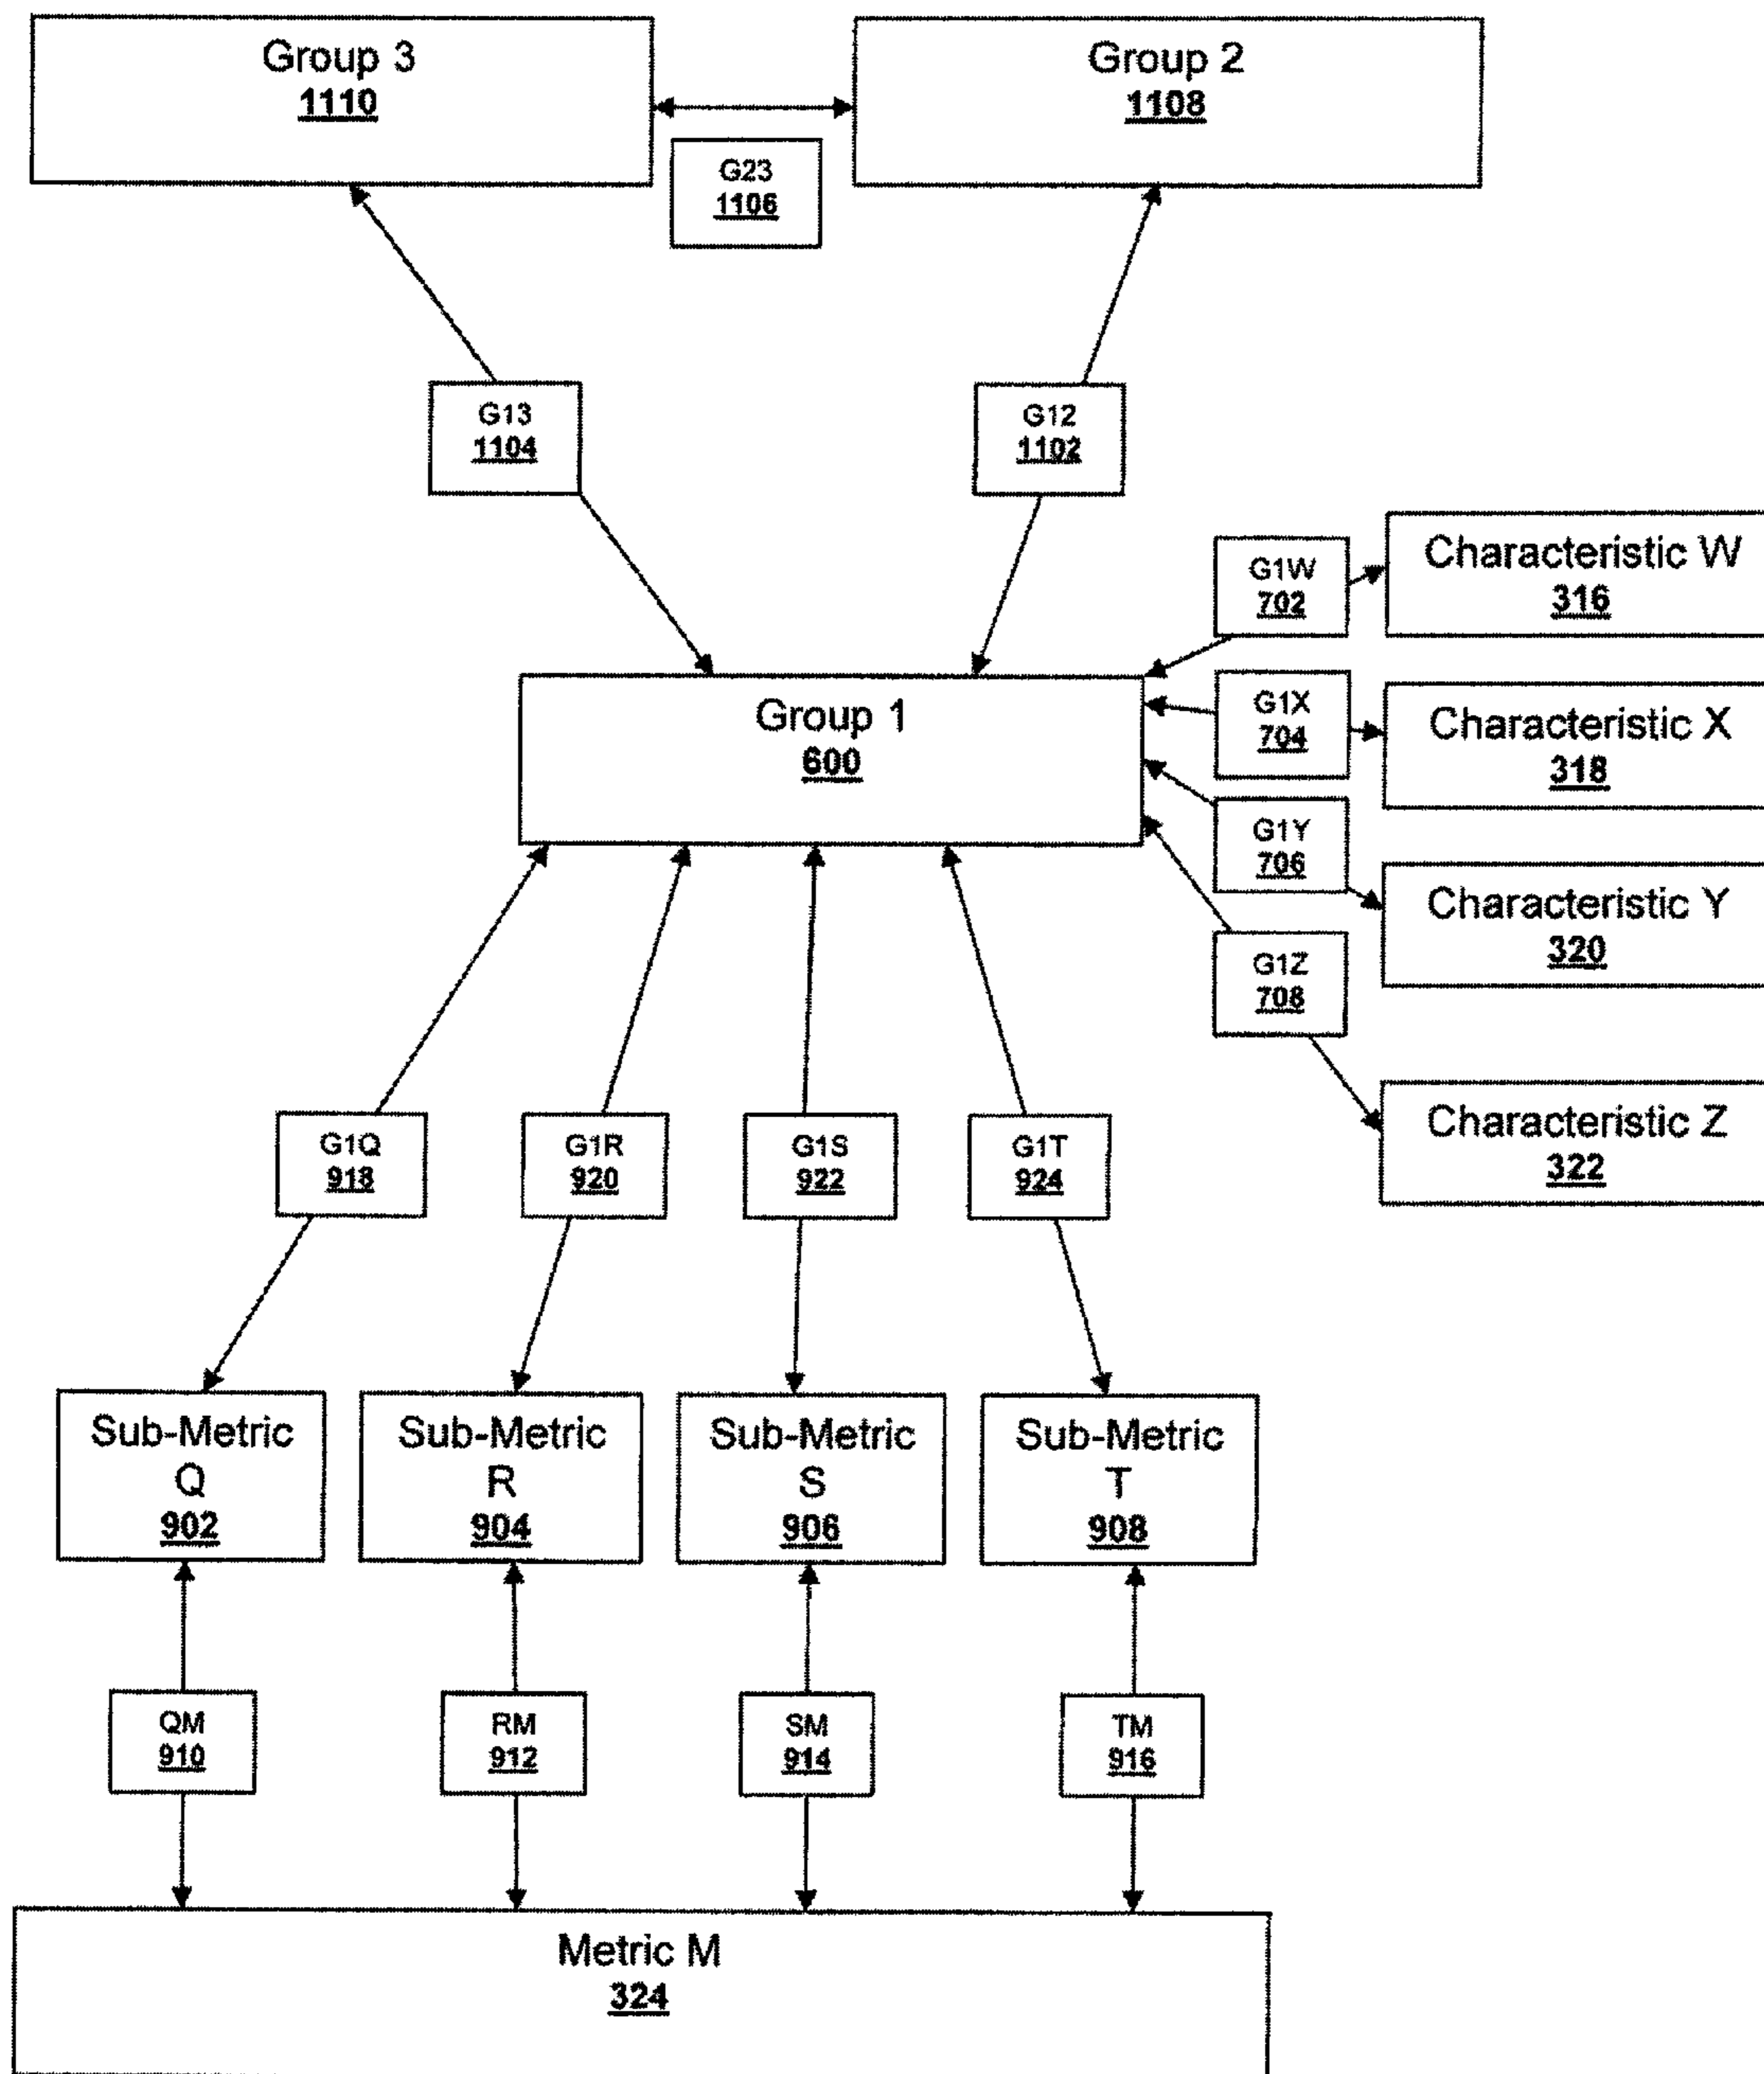 Group 3
1110
Group 2
1108
G23
1106
G13
1104
G12
1102
G1W
702
Characteristic W
316
Group 1
600
G1X
704
Characteristic X
318
G1Y
706
Characteristic Y
320
G1Z
708
Characteristic Z
322
G1Q
918
G1R
920
G1S
922
G1T
924
Sub-Metric
Q
902
Sub-Metric
R
904
Sub-Metric
S
906
Sub-Metric
T
908
QM
910
RM
912
SM
914
TM
916
Metric M
324